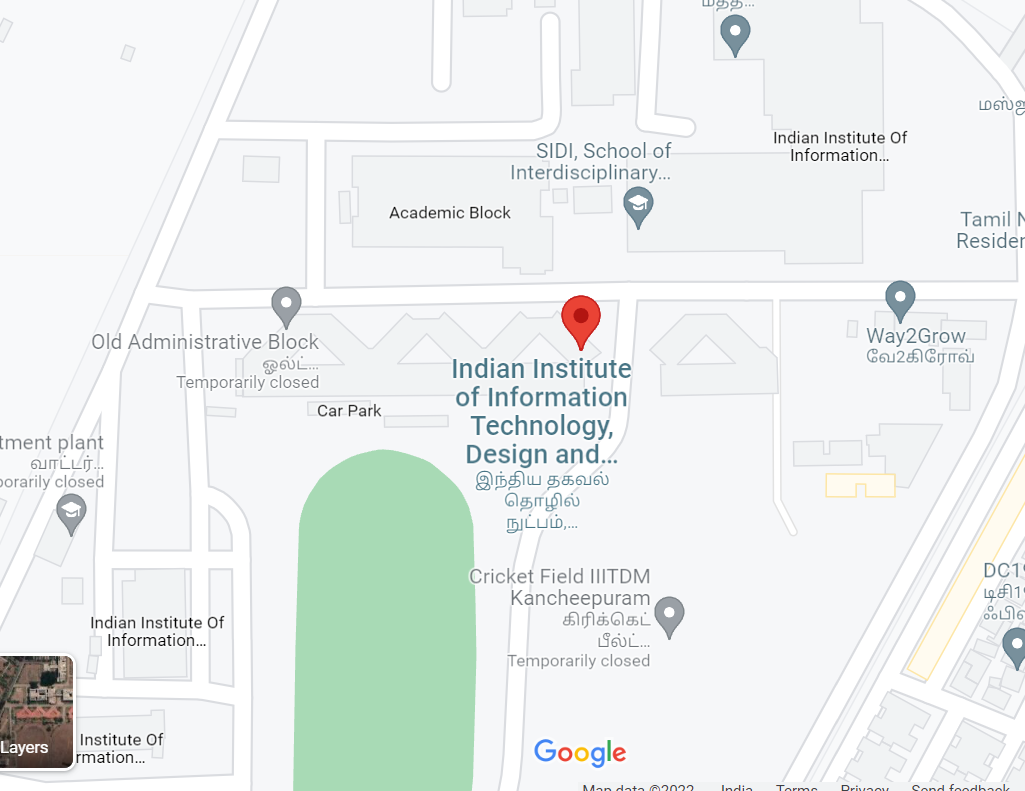 மஸ்ஜ
Indian Institute Of
Information...
SIDI, School of
Interdisciplinary...
Academic Block
Tamil N
Resider
Old Administrative Block
ஓல்ட்...
Temporarily closed
Way2Grow
வே2கிரோவ்
Indian Institute
of Information
Technology,
Design and...
இந்திய தகவல்
தொழில்
நுட்பம்,...
Car Park
tment plant
வாட்டர்...
porarily closed
Cricket Field IIITDM
Kancheepuram
கிரிக்கெட்
பீல்ட்...
Temporarily closed
DC19
டிசி19
Indian Institute Of
Information...
Institute Of
rmation...
Layers
Google
Map data ©2022 India Terms Privacy Send feedback